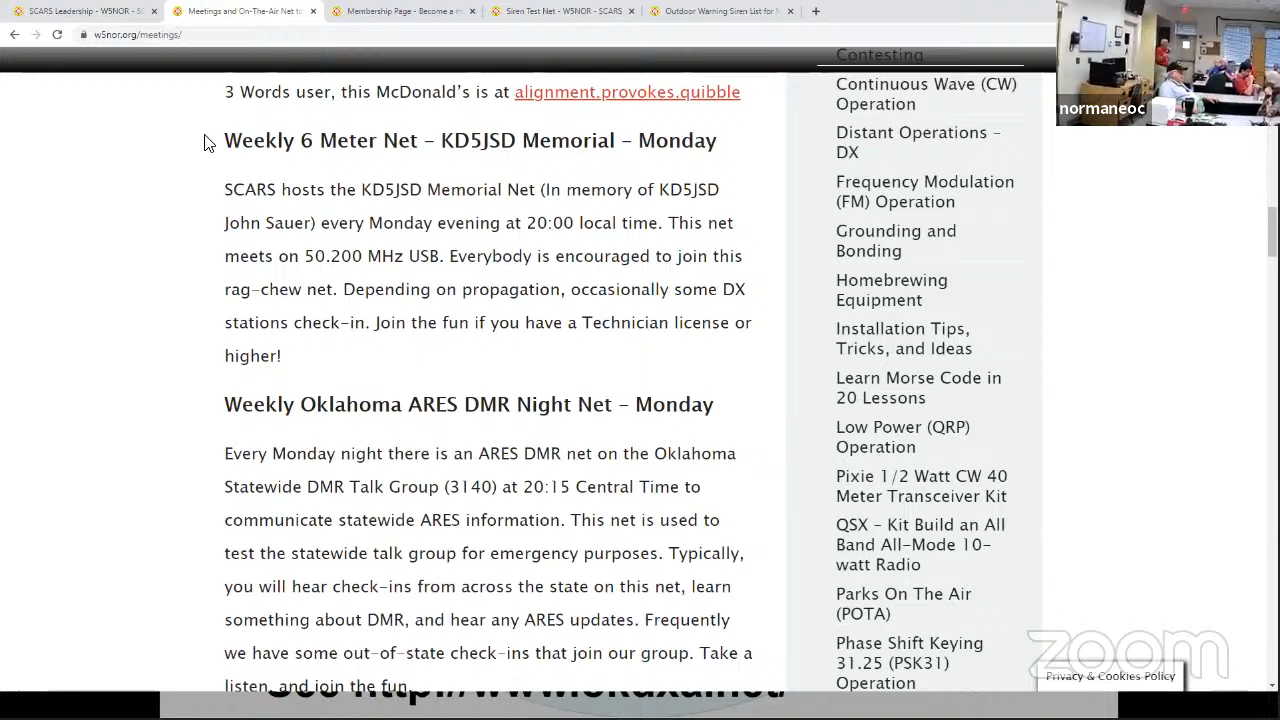 SCARS Leadership - W5NOR - SC
Meetings and On-The-Air Net to
Membership Page - Become a m
Siren Test Net - W5NOR - SCARS
Outdoor Warning Siren List for N
w5nor.org/meetings/
3 Words user, this McDonald's is at alignment.provokes.quibble
Weekly 6 Meter Net – KD5JSD Memorial – Monday
SCARS hosts the KD5JSD Memorial Net (In memory of KD5JSD
John Sauer) every Monday evening at 20:00 local time. This net
meets on 50.200 MHz USB. Everybody is encouraged to join this
rag-chew net. Depending on propagation, occasionally some DX
stations check-in. Join the fun if you have a Technician license or
higher!
Weekly Oklahoma ARES DMR Night Net – Monday
Every Monday night there is an ARES DMR net on the Oklahoma
Statewide DMR Talk Group (3140) at 20:15 Central Time to
communicate statewide ARES information. This net is used to
test the statewide talk group for emergency purposes. Typically,
you will hear check-ins from across the state on this net, learn
something about DMR, and hear any ARES updates. Frequently
we have some out-of-state check-ins that join our group. Take a
listen, and join the fun.
Contesting
Continuous Wave (CW)
Operation
Distant Operations –
DX
Frequency Modulation
(FM) Operation
Grounding and
Bonding
Homebrewing
Equipment
Installation Tips,
Tricks, and Ideas
Learn Morse Code in
20 Lessons
Low Power (QRP)
Operation
Pixie 1/2 Watt CW 40
Meter Transceiver Kit
QSX – Kit Build an All
Band All-Mode 10-
watt Radio
Parks On The Air
(POTA)
Phase Shift Keying
31.25 (PSK31)
Operation
normaneoc
zoom
Privacy & Cookies Policy